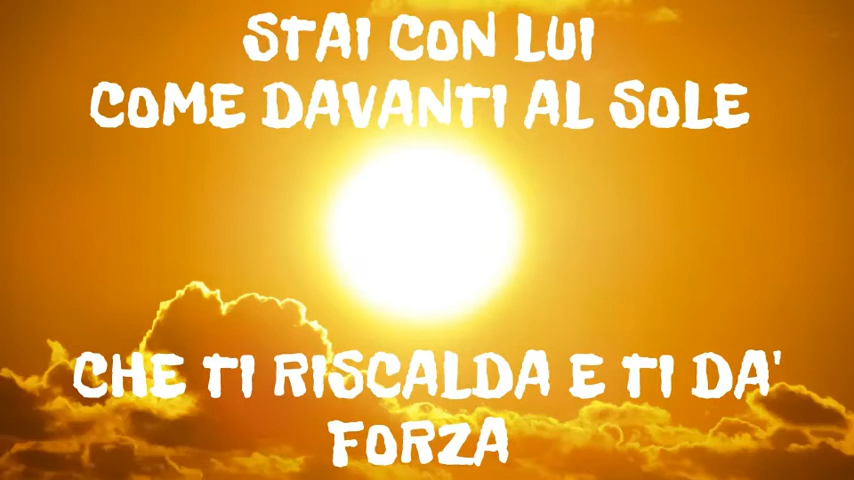 STAI CON LUI
COME DAVANTI AL SOLE
CHE TI RISCALDA E TI DA'
FORZA